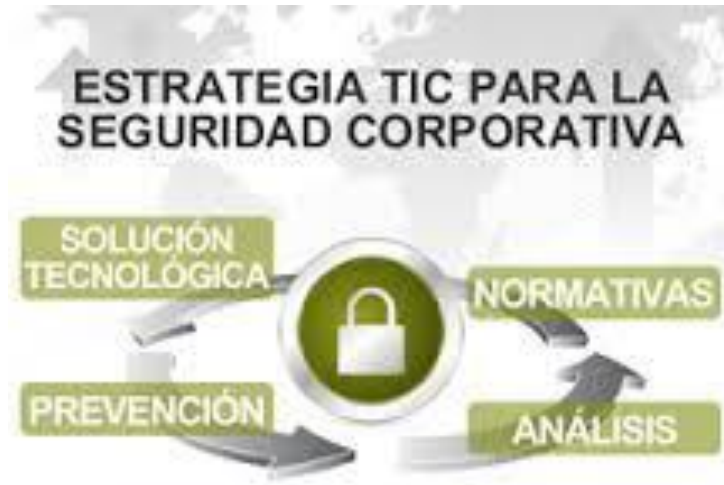 ESTRATEGIA TIC PARA LA
SEGURIDAD CORPORATIVA
SOLUCIÓN
TECNOLÓGICA
NORMATIVAS
PREVENCIÓN
ANÁLISIS